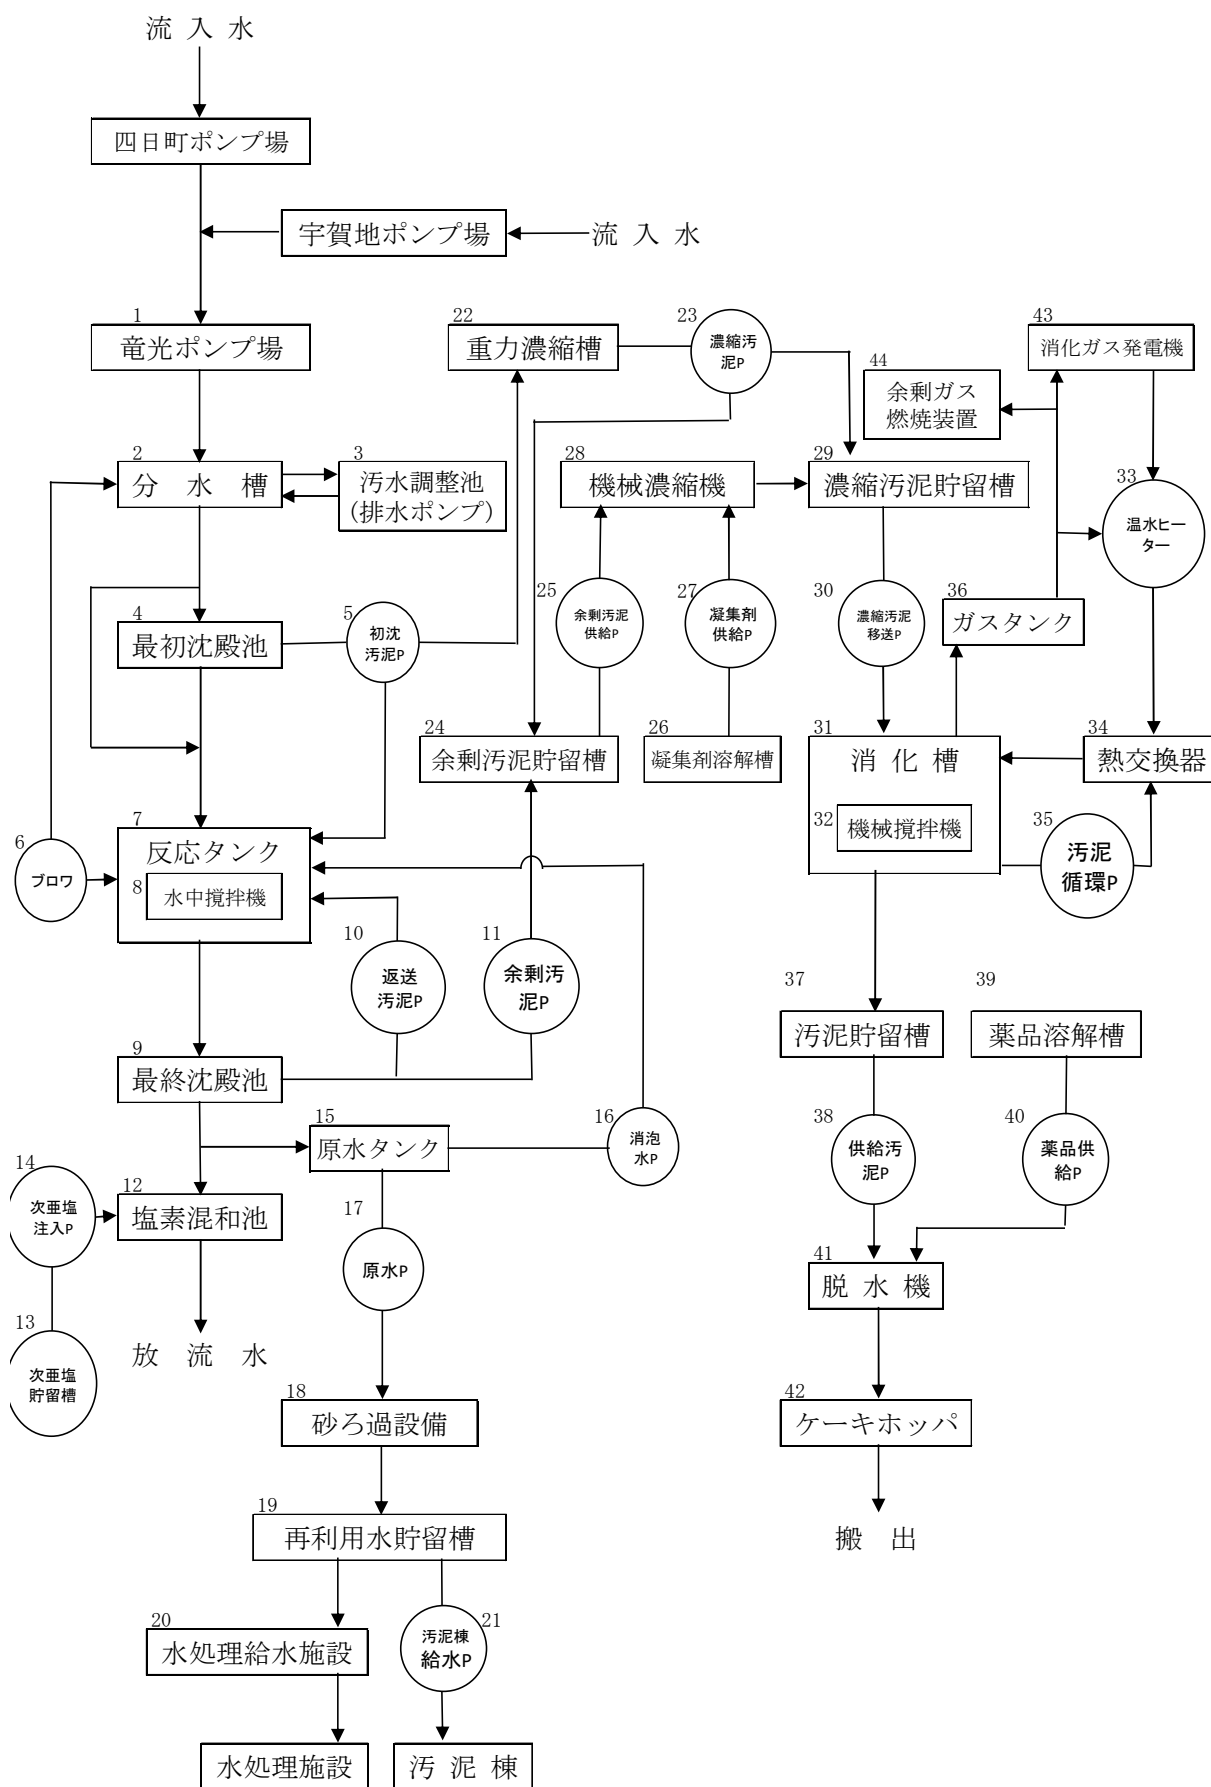 流 入 水
四日町ポンプ場
宇賀地ポンプ場
流 入 水
1
竜光ポンプ場
22
重力濃縮槽
23
濃縮汚
泥P
43
消化ガス発電機
44
余剰ガス
燃焼装置
2
分 水 槽
3
汚水調整池
(排水ポンプ)
28
機械濃縮機
29
濃縮汚泥貯留槽
33
温水ヒー
ター
4
最初沈殿池
5
初沈
汚泥P
25
余剰汚泥
供給P
27
凝集剤
供給P
30
濃縮汚泥
移送P
36
ガスタンク
24
余剰汚泥貯留槽
26
凝集剤溶解槽
31
消 化 槽
32
機械撹拌機
34
熱交換器
35
汚泥
循環P
6
ブロワ
7
反応タンク
8
水中撹拌機
10
返送
汚泥P
11
余剰汚
泥P
37
汚泥貯留槽
39
薬品溶解槽
9
最終沈殿池
15
原水タンク
16
消泡
水P
38
供給汚
泥P
40
薬品供
給P
14
次亜塩
注入P
12
塩素混和池
17
原水P
41
脱 水 機
13
次亜塩
貯留槽
放 流 水
18
砂ろ過設備
42
ケーキホッパ
19
再利用水貯留槽
搬 出
20
水処理給水施設
21
汚泥棟
給水P
水処理施設
汚 泥 棟